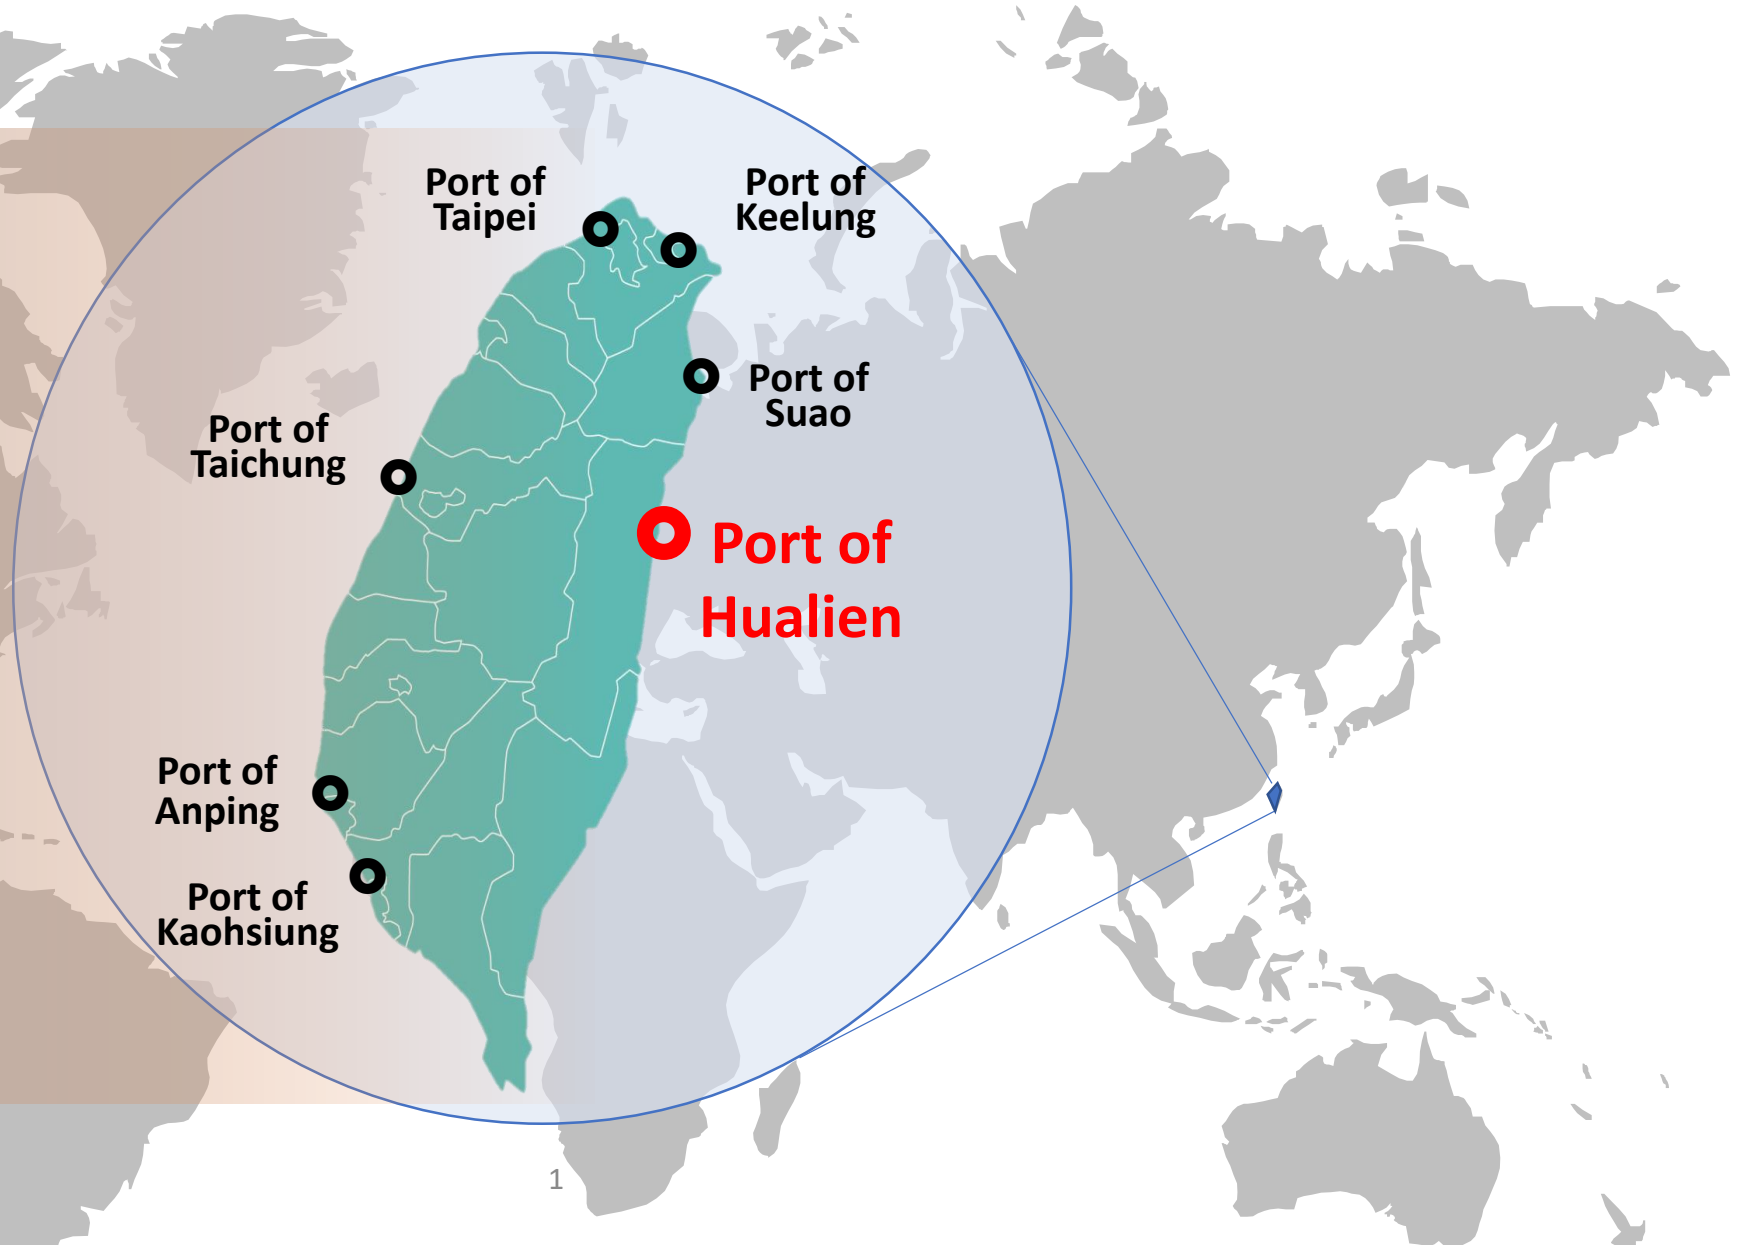 Port of
Taipei
Port of
Keelung
Port of
Suao
Port of
Taichung
Port of
Hualien
Port of
Anping
Port of
Kaohsiung
1